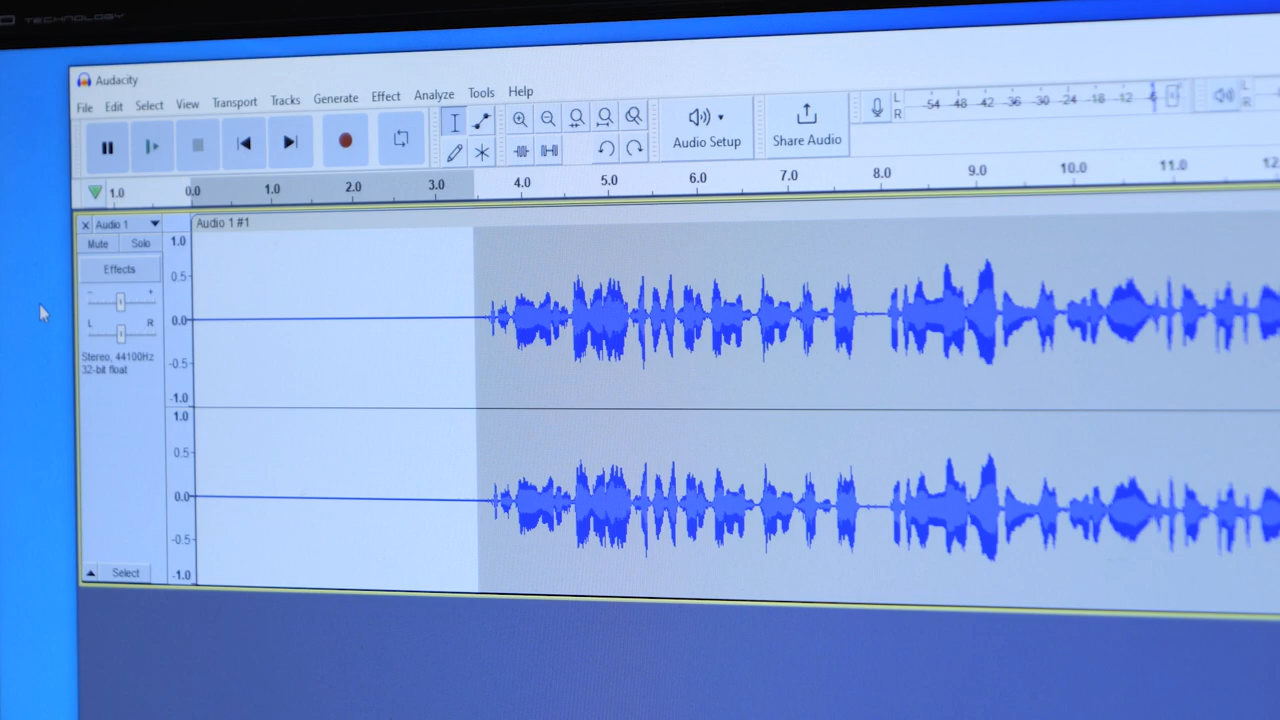 TECHNOLOGY
Audacity
File Edit Select View Transport Tracks Generate Effect Analyze Tools Help
Audio Setup
Share Audio
L
R
-54 -48 -42 -36 -30 -24 -18 -12 -6
L
R
1.0 0.0 1.0 2.0 3.0 4.0 5.0 6.0 7.0 8.0 9.0 10.0 11.0
Audio 1
Audio 1 #1
Mute Solo
Effects
- +
L R
Stereo, 44100Hz
32-bit float
1.0
0.5
0.0
-0.5
-1.0
1.0
0.5
0.0
-0.5
-1.0
Select